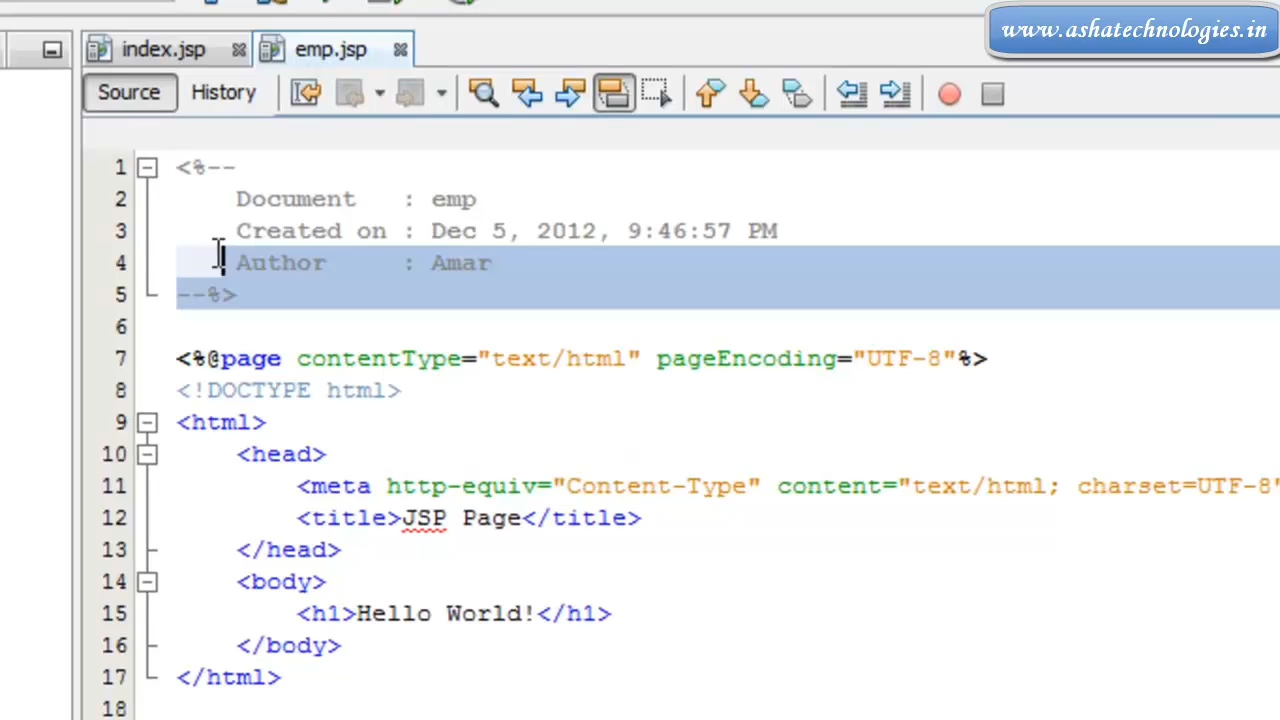 www.ashatechnologies.in
index.jsp emp.jsp
Source History
1 <%--
2 Document : emp
3 Created on : Dec 5, 2012, 9:46:57 PM
4 Author : Amar
5 --%>
6
7 <%@page contentType="text/html" pageEncoding="UTF-8"%>
8 <!DOCTYPE html>
9 <html>
10 <head>
11 <meta http-equiv="Content-Type" content="text/html; charset=UTF-8"
12 <title>JSP Page</title>
13 </head>
14 <body>
15 <h1>Hello World!</h1>
16 </body>
17 </html>
18